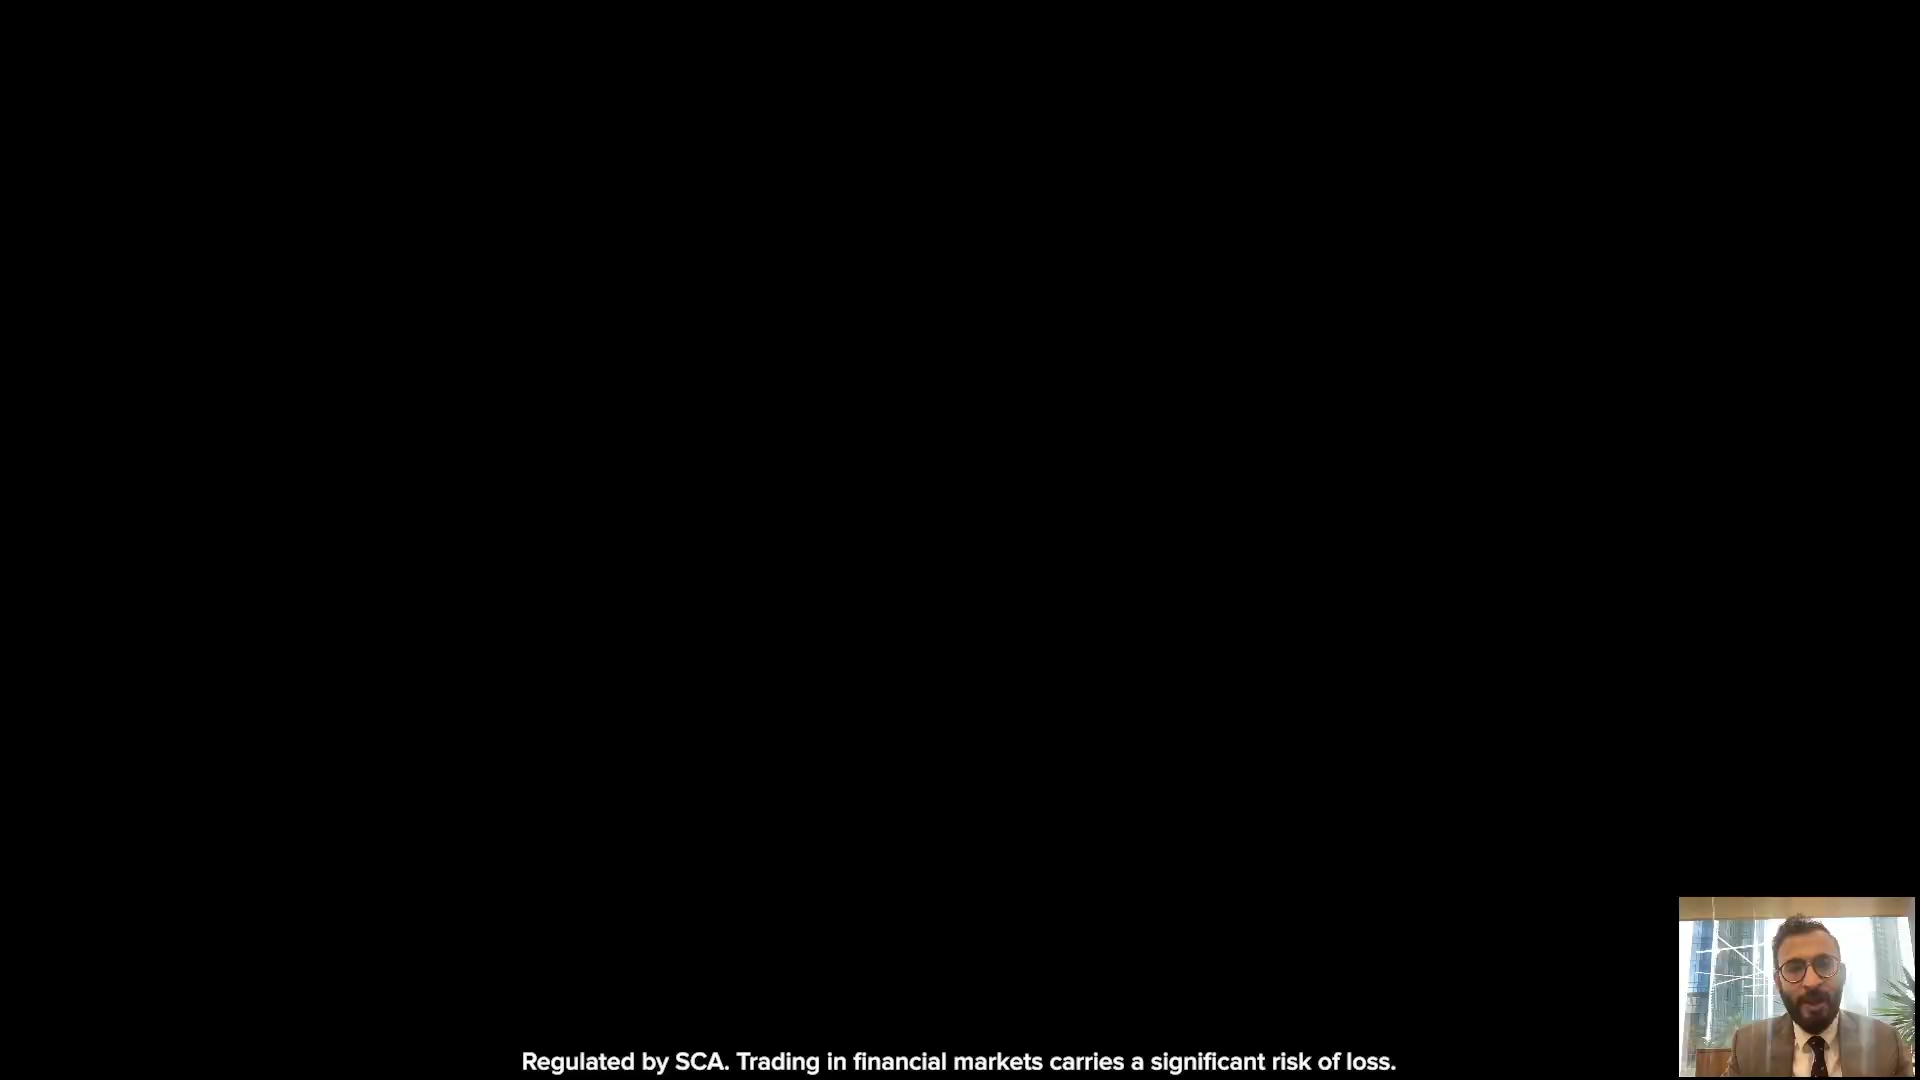 Regulated by SCA. Trading in financial markets carries a significant risk of loss.